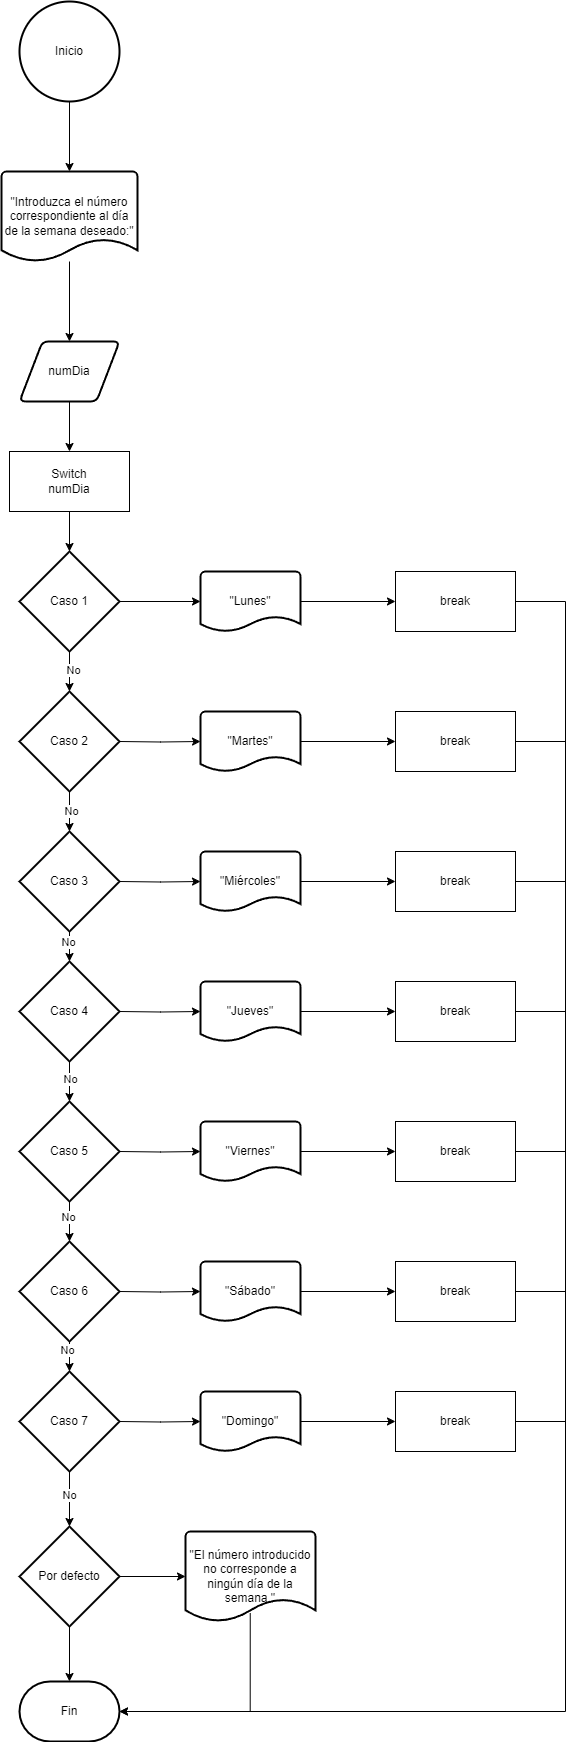 Inicio
"Introduzca el número
correspondiente al día
de la semana deseado:"
numDia
Switch
numDia
Caso 1
"Lunes"
break
No
Caso 2
"Martes"
break
No
Caso 3
"Miércoles"
break
No
Caso 4
"Jueves"
break
No
Caso 5
"Viernes"
break
No
Caso 6
"Sábado"
break
No
Caso 7
"Domingo"
break
No
Por defecto
"El número introducido
no corresponde a
ningún día de la
semana."
Fin